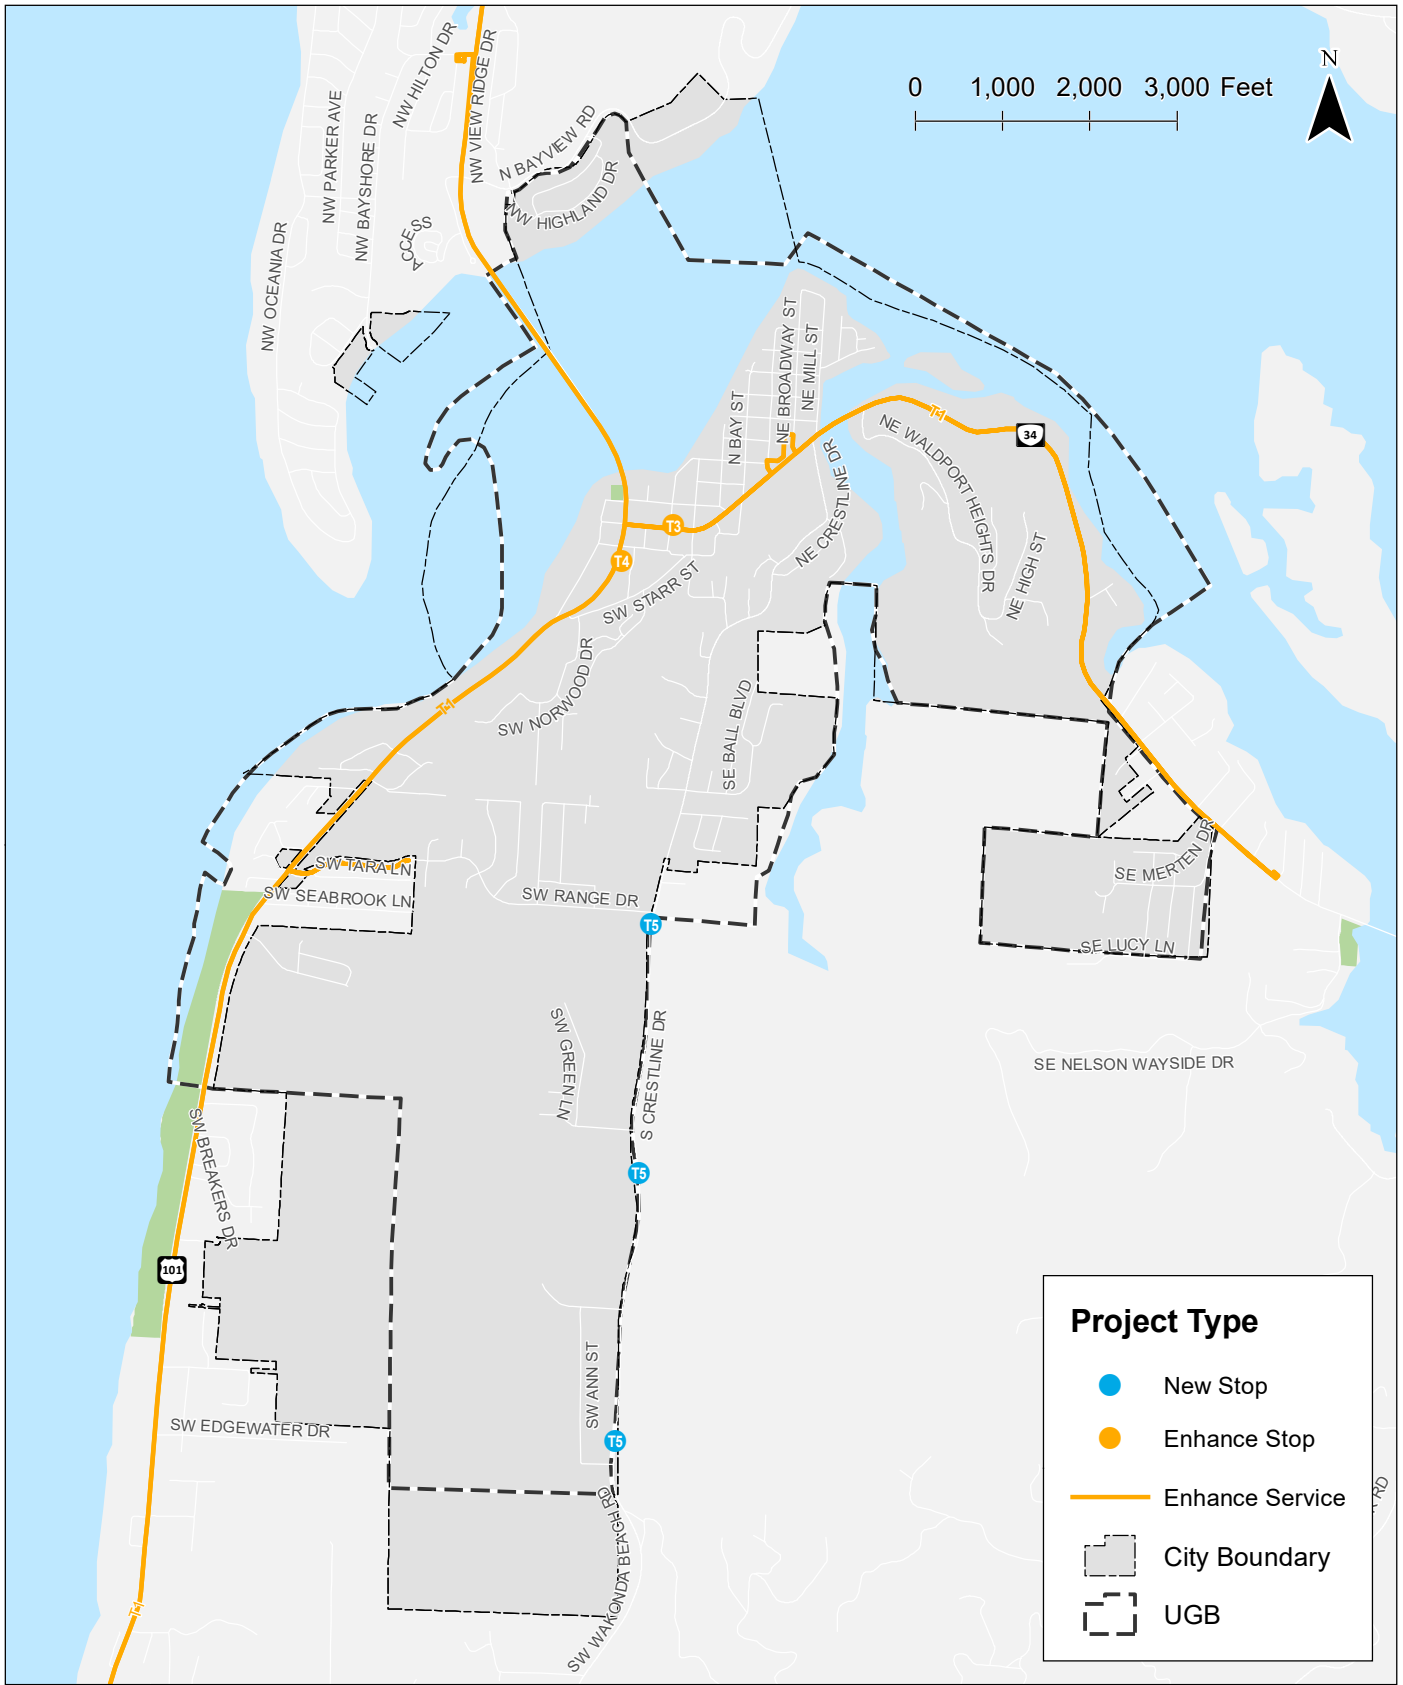 NW HILTON DR
NW VIEW RIDGE DR
NW PARKER AVE
NW BAYSHORE DR
N BAYVIEW RD
NW HIGHLAND DR
ACCESS
NW OCEANIA DR
0 1,000 2,000 3,000 Feet
N
NE BROADWAY ST
NE MILL ST
N BAY ST
T-1
34
NE WALDPORT HEIGHTS DR
NE CRESTLINE DR
NE HIGH ST
T3
T4
SW STARR ST
SW NORWOOD DR
T-1
SE BALL BLVD
SW TARA LN
SW SEABROOK LN
SW RANGE DR
T5
SE MERTEN DR
SE LUCY LN
SW GREEN LN
S CRESTLINE DR
SE NELSON WAYSIDE DR
SW BREAKERS DR
T5
101
SW ANN ST
SW EDGEWATER DR
T5
SW WAKONDA BEACH RD
T-1
RD
Project Type
New Stop
Enhance Stop
Enhance Service
City Boundary
UGB